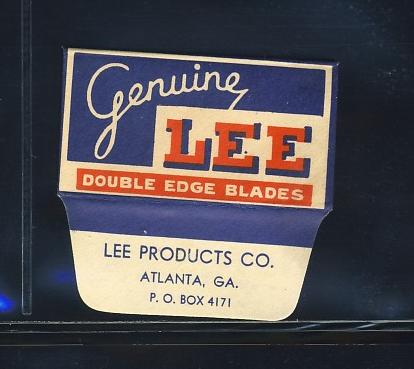 Genuine
LEE
DOUBLE EDGE BLADES
LEE PRODUCTS CO.
ATLANTA, GA.
P. O. BOX 4171